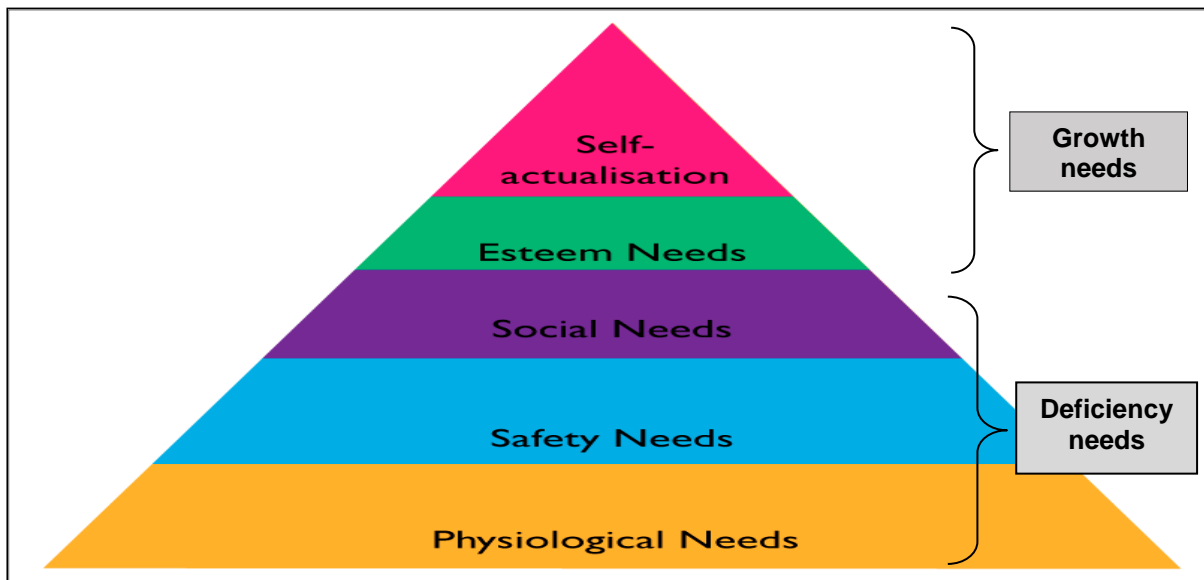 Self-
actualisation
Esteem Needs
Social Needs
Safety Needs
Physiological Needs
Growth
needs
Deficiency
needs